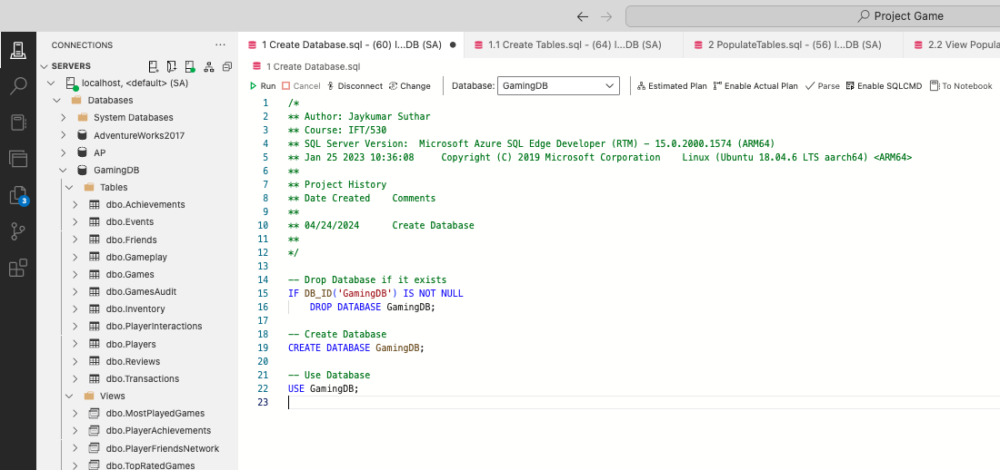 Project Game
CONNECTIONS
SERVERS
localhost, <default> (SA)
Databases
System Databases
AdventureWorks2017
AP
GamingDB
Tables
dbo.Achievements
dbo.Events
dbo.Friends
dbo.Gameplay
dbo.Games
dbo.GamesAudit
dbo.Inventory
dbo.PlayerInteractions
dbo.Players
dbo.Reviews
dbo.Transactions
Views
dbo.MostPlayedGames
dbo.PlayerAchievements
dbo.PlayerFriendsNetwork
dbo.TopRatedGames
3
1 Create Database.sql - (60) l...DB (SA)
1.1 Create Tables.sql - (64) l...DB (SA)
2 PopulateTables.sql - (56) l...DB (SA)
2.2 View Popula
1 Create Database.sql
Run Cancel Disconnect Change Database: GamingDB Estimated Plan Enable Actual Plan Parse Enable SQLCMD To Notebook
1 /*
2 ** Author: Jaykumar Suthar
3 ** Course: IFT/530
4 ** SQL Server Version:  Microsoft Azure SQL Edge Developer (RTM) - 15.0.2000.1574 (ARM64)
5 ** Jan 25 2023 10:36:08     Copyright (C) 2019 Microsoft Corporation    Linux (Ubuntu 18.04.6 LTS aarch64) <ARM64>
6 **
7 ** Project History
8 ** Date Created    Comments
9 **
10 ** 04/24/2024      Create Database
11 **
12 */
13
14 -- Drop Database if it exists
15 IF DB_ID('GamingDB') IS NOT NULL
16     DROP DATABASE GamingDB;
17
18 -- Create Database
19 CREATE DATABASE GamingDB;
20
21 -- Use Database
22 USE GamingDB;
23